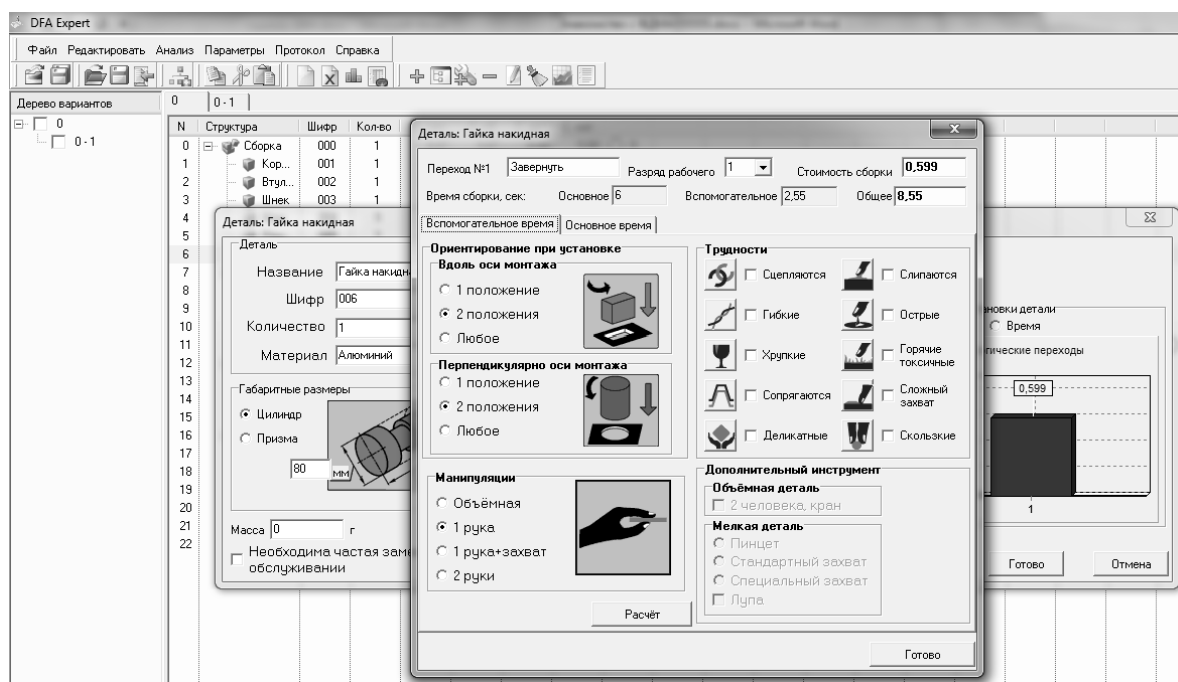 DFA Expert
Файл Редактировать Анализ Параметры Протокол Справка
Дерево вариантов
0
0 - 1
0
0 - 1
N Структура Шифр Кол-во
0 Сборка 000 1
1 Кор... 001 1
2 Втул... 002 1
3 Шнек 003 1
4
5
6
7
8
9
10
11
12
13
14
15
16
17
18
19
20
21
22
Деталь: Гайка накидная
Деталь
Название Гайка накидн
Шифр 006
Количество 1
Материал Алюминий
Габаритные размеры
Цилиндр
Призма
80 мм
Масса 0 г
Необходима частая заме
обслуживании
Деталь: Гайка накидная
Переход №1 Завернуть Разряд рабочего 1 Стоимость сборки 0,599
Время сборки, сек: Основное 6 Вспомогательное 2,55 Общее 8,55
Вспомогательное время Основное время
Ориентирование при установке
Вдоль оси монтажа
1 положение
2 положения
Любое
Перпендикулярно оси монтажа
1 положение
2 положения
Любое
Манипуляции
Объёмная
1 рука
1 рука+захват
2 руки
Расчёт
Трудности
Сцепляются Слипаются
Гибкие Острые
Хрупкие Горячие токсичные
Сопрягаются Сложный захват
Деликатные Скользкие
Дополнительный инструмент
Объёмная деталь
2 человека, кран
Мелкая деталь
Пинцет
Стандартный захват
Специальный захват
Лупа
Готово
новки детали
Время
гические переходы
0,599
1
Готово Отмена